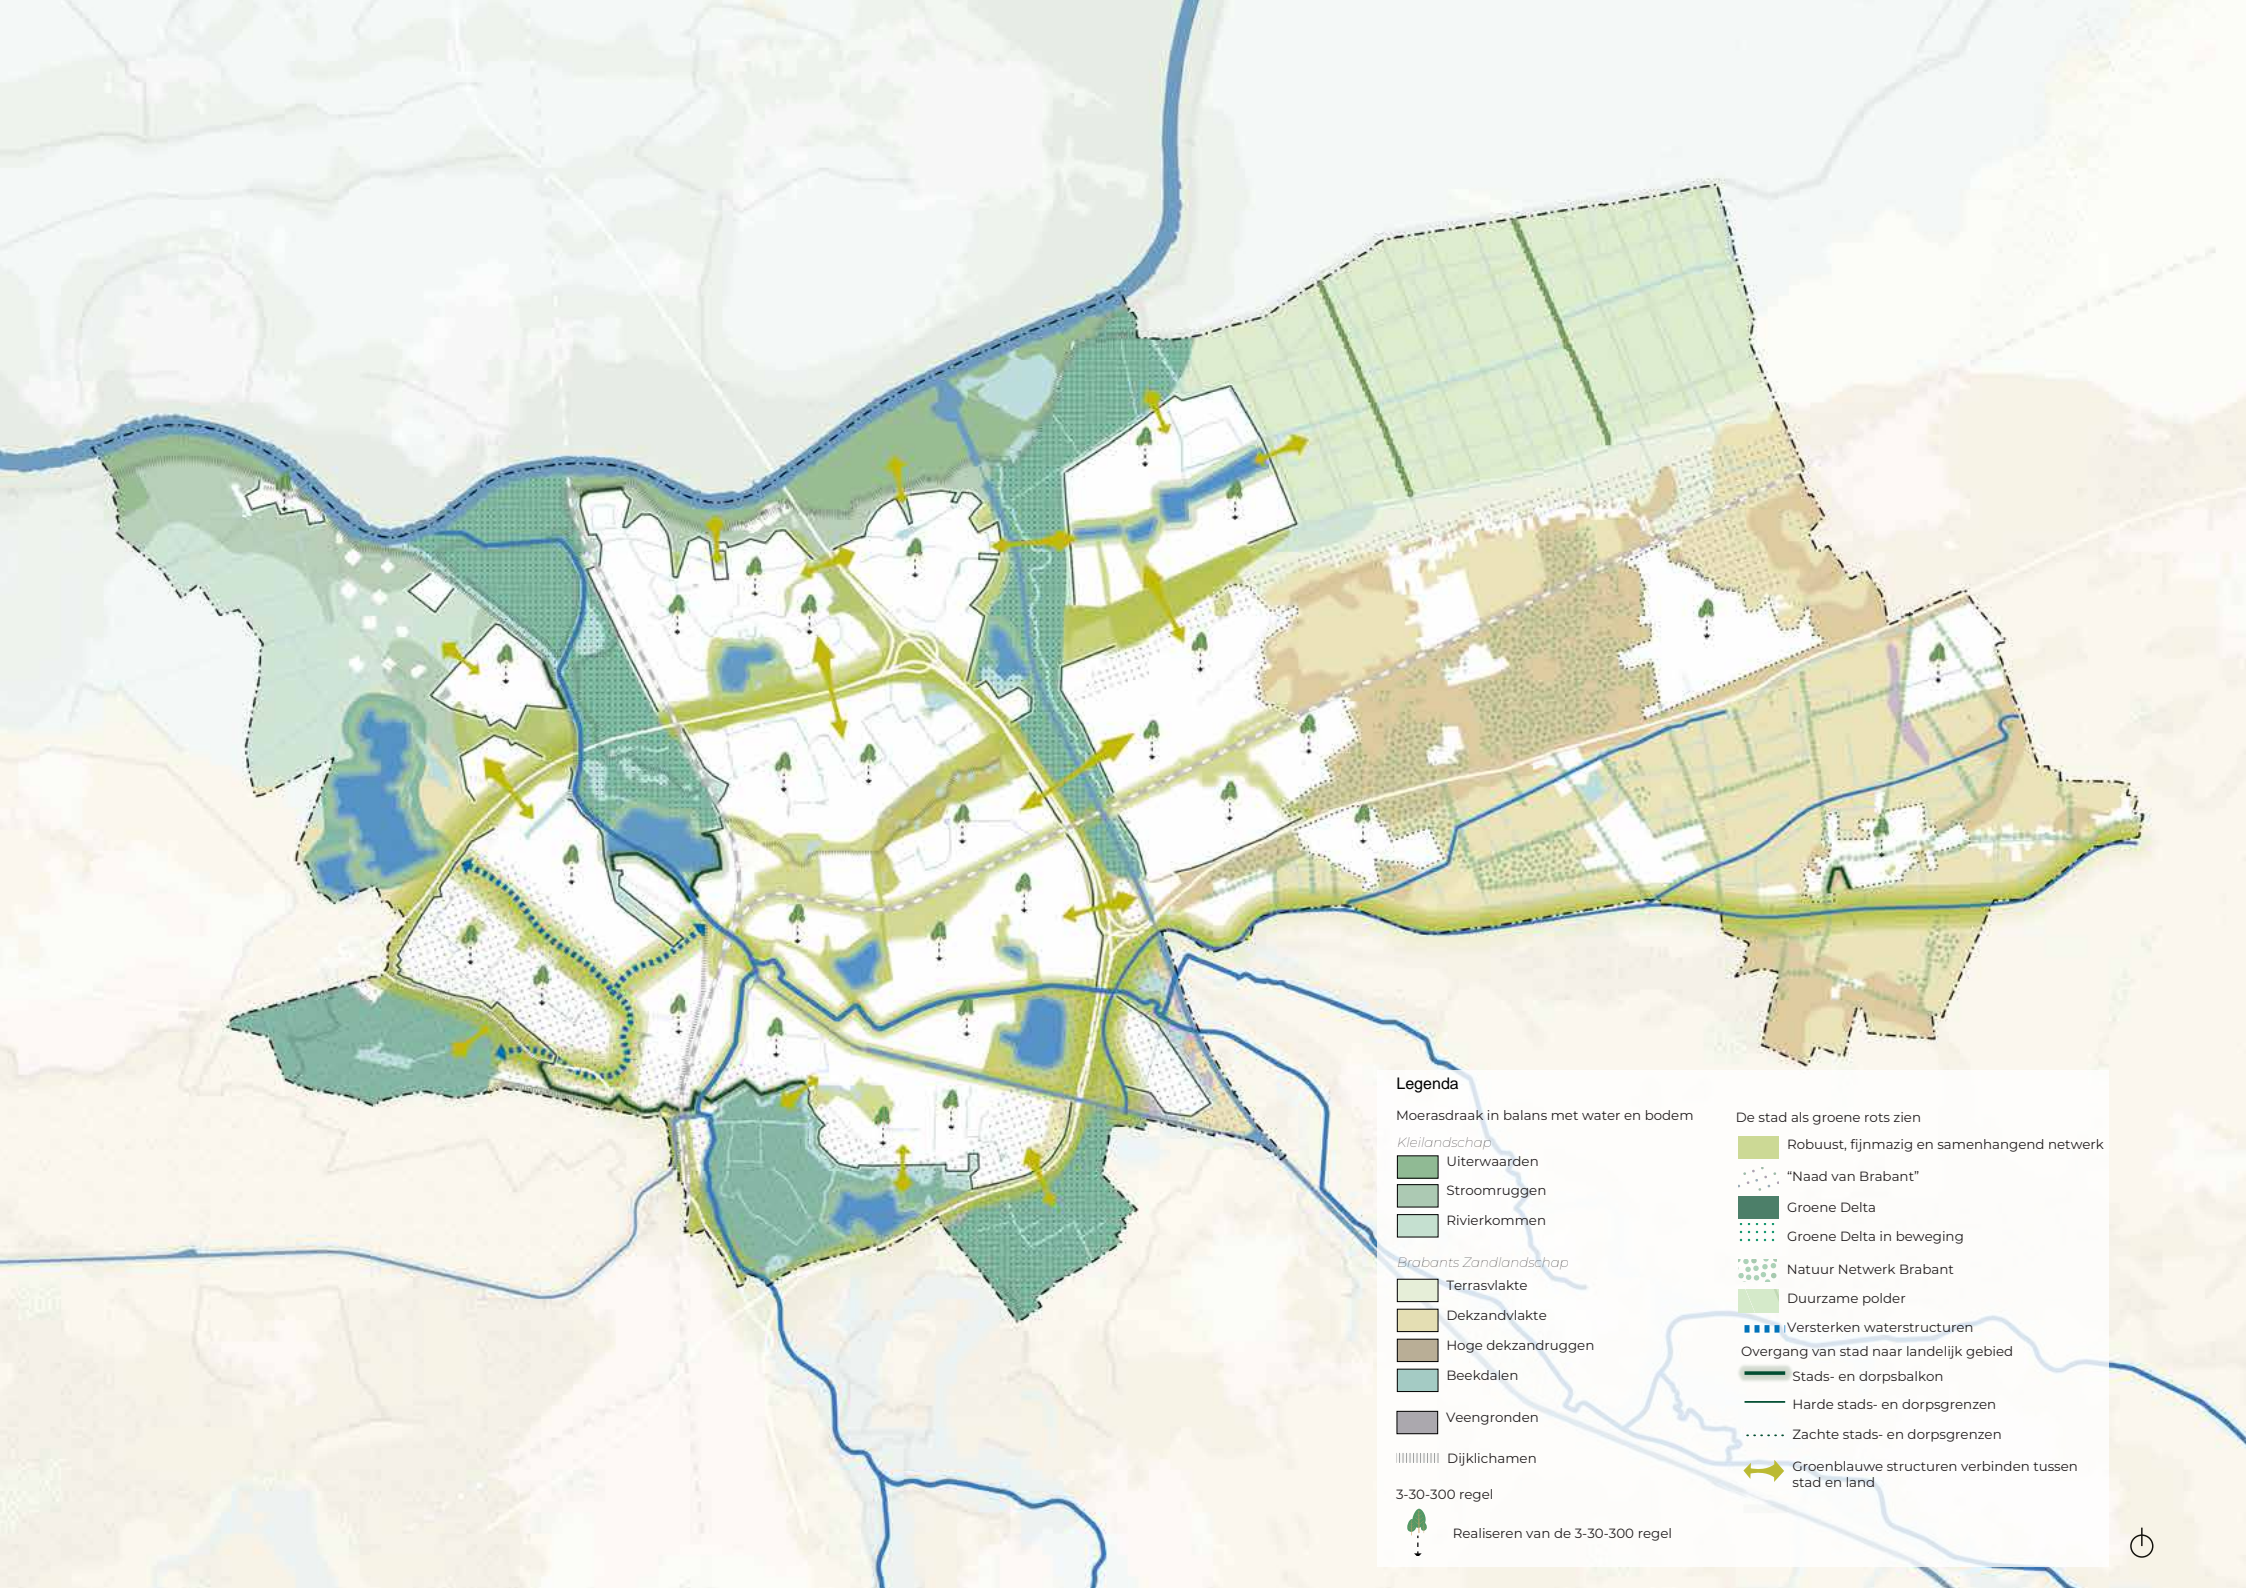 Legenda
Moerasdraak in balans met water en bodem
Kleilandschap
Uiterwaarden
Stroomruggen
Rivierkommen
Brabants Zandlandschap
Terrasvlakte
Dekzandvlakte
Hoge dekzandruggen
Beekdalen
Veengronden
Dijklichamen
3-30-300 regel
Realiseren van de 3-30-300 regel
De stad als groene rots zien
Robuust, fijnmazig en samenhangend netwerk
“Naad van Brabant”
Groene Delta
Groene Delta in beweging
Natuur Netwerk Brabant
Duurzame polder
Versterken waterstructuren
Overgang van stad naar landelijk gebied
Stads- en dorpsbalkon
Harde stads- en dorpsgrenzen
Zachte stads- en dorpsgrenzen
Groenblauwe structuren verbinden tussen
stad en land